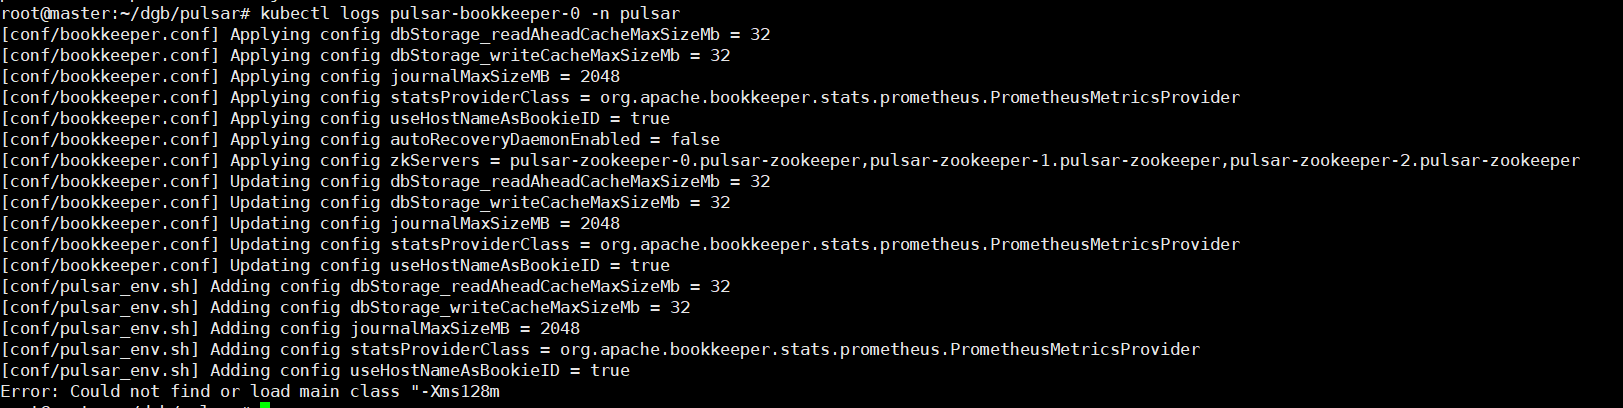 root@master:~/dgb/pulsar# kubectl logs pulsar-bookkeeper-0 -n pulsar
[conf/bookkeeper.conf] Applying config dbStorage_readAheadCacheMaxSizeMb = 32
[conf/bookkeeper.conf] Applying config dbStorage_writeCacheMaxSizeMb = 32
[conf/bookkeeper.conf] Applying config journalMaxSizeMB = 2048
[conf/bookkeeper.conf] Applying config statsProviderClass = org.apache.bookkeeper.stats.prometheus.PrometheusMetricsProvider
[conf/bookkeeper.conf] Applying config useHostNameAsBookieID = true
[conf/bookkeeper.conf] Applying config autoRecoveryDaemonEnabled = false
[conf/bookkeeper.conf] Applying config zkServers = pulsar-zookeeper-0.pulsar-zookeeper,pulsar-zookeeper-1.pulsar-zookeeper,pulsar-zookeeper-2.pulsar-zookeeper
[conf/bookkeeper.conf] Updating config dbStorage_readAheadCacheMaxSizeMb = 32
[conf/bookkeeper.conf] Updating config dbStorage_writeCacheMaxSizeMb = 32
[conf/bookkeeper.conf] Updating config journalMaxSizeMB = 2048
[conf/bookkeeper.conf] Updating config statsProviderClass = org.apache.bookkeeper.stats.prometheus.PrometheusMetricsProvider
[conf/bookkeeper.conf] Updating config useHostNameAsBookieID = true
[conf/pulsar_env.sh] Adding config dbStorage_readAheadCacheMaxSizeMb = 32
[conf/pulsar_env.sh] Adding config dbStorage_writeCacheMaxSizeMb = 32
[conf/pulsar_env.sh] Adding config journalMaxSizeMB = 2048
[conf/pulsar_env.sh] Adding config statsProviderClass = org.apache.bookkeeper.stats.prometheus.PrometheusMetricsProvider
[conf/pulsar_env.sh] Adding config useHostNameAsBookieID = true
Error: Could not find or load main class "-Xms128m